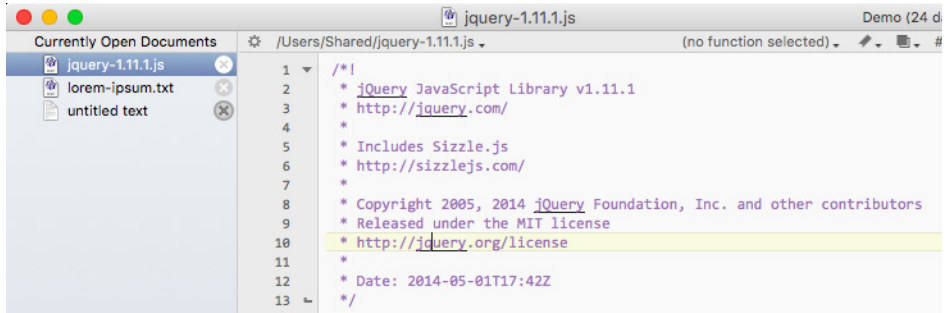 jquery-1.11.1.js
Demo (24 d
Currently Open Documents
/Users/Shared/jquery-1.11.1.js
(no function selected)
#
jquery-1.11.1.js
lorem-ipsum.txt
untitled text
1 /*!
2 * jQuery JavaScript Library v1.11.1
3 * http://jquery.com/
4 *
5 * Includes Sizzle.js
6 * http://sizzlejs.com/
7 *
8 * Copyright 2005, 2014 jQuery Foundation, Inc. and other contributors
9 * Released under the MIT license
10 * http://jquery.org/license
11 *
12 * Date: 2014-05-01T17:42Z
13 */